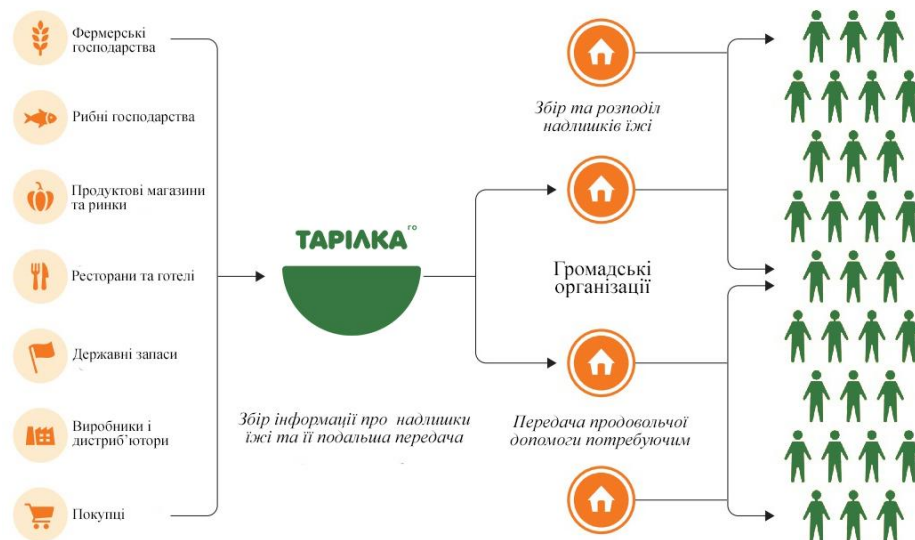 Фермерські
господарства
Рибні господарства
Продуктові магазини
та ринки
Ресторани та готелі
Державні запаси
Виробники і
дистриб'ютори
Покупці
ТАРІЛКА ГО
Збір інформації про надлишки
їжі та її подальша передача
Збір та розподіл
надлишків їжі
Громадські
організації
Передача продовольчої
допомоги потребуючим